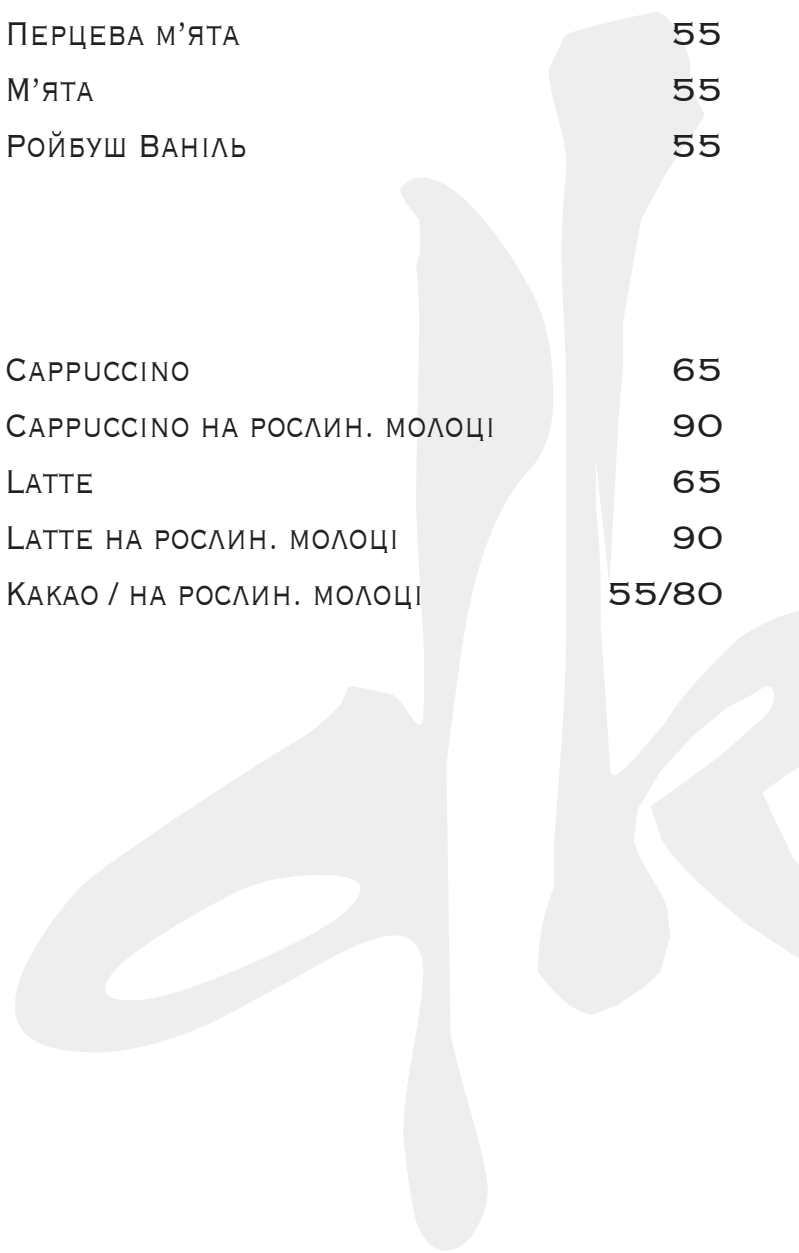 Перцева м’ята 55
М’ята 55
Ройбуш Ваніль 55
Cappuccino 65
Cappuccino на рослин. молоці 90
Latte 65
Latte на рослин. молоці 90
Какао / на рослин. молоці 55/80